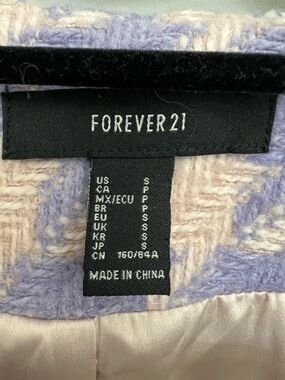 FOREVER 21
US S
CA P
MX/ECU P
BR P
EU S
UK S
KR S
JP S
CN 160/84A
MADE IN CHINA